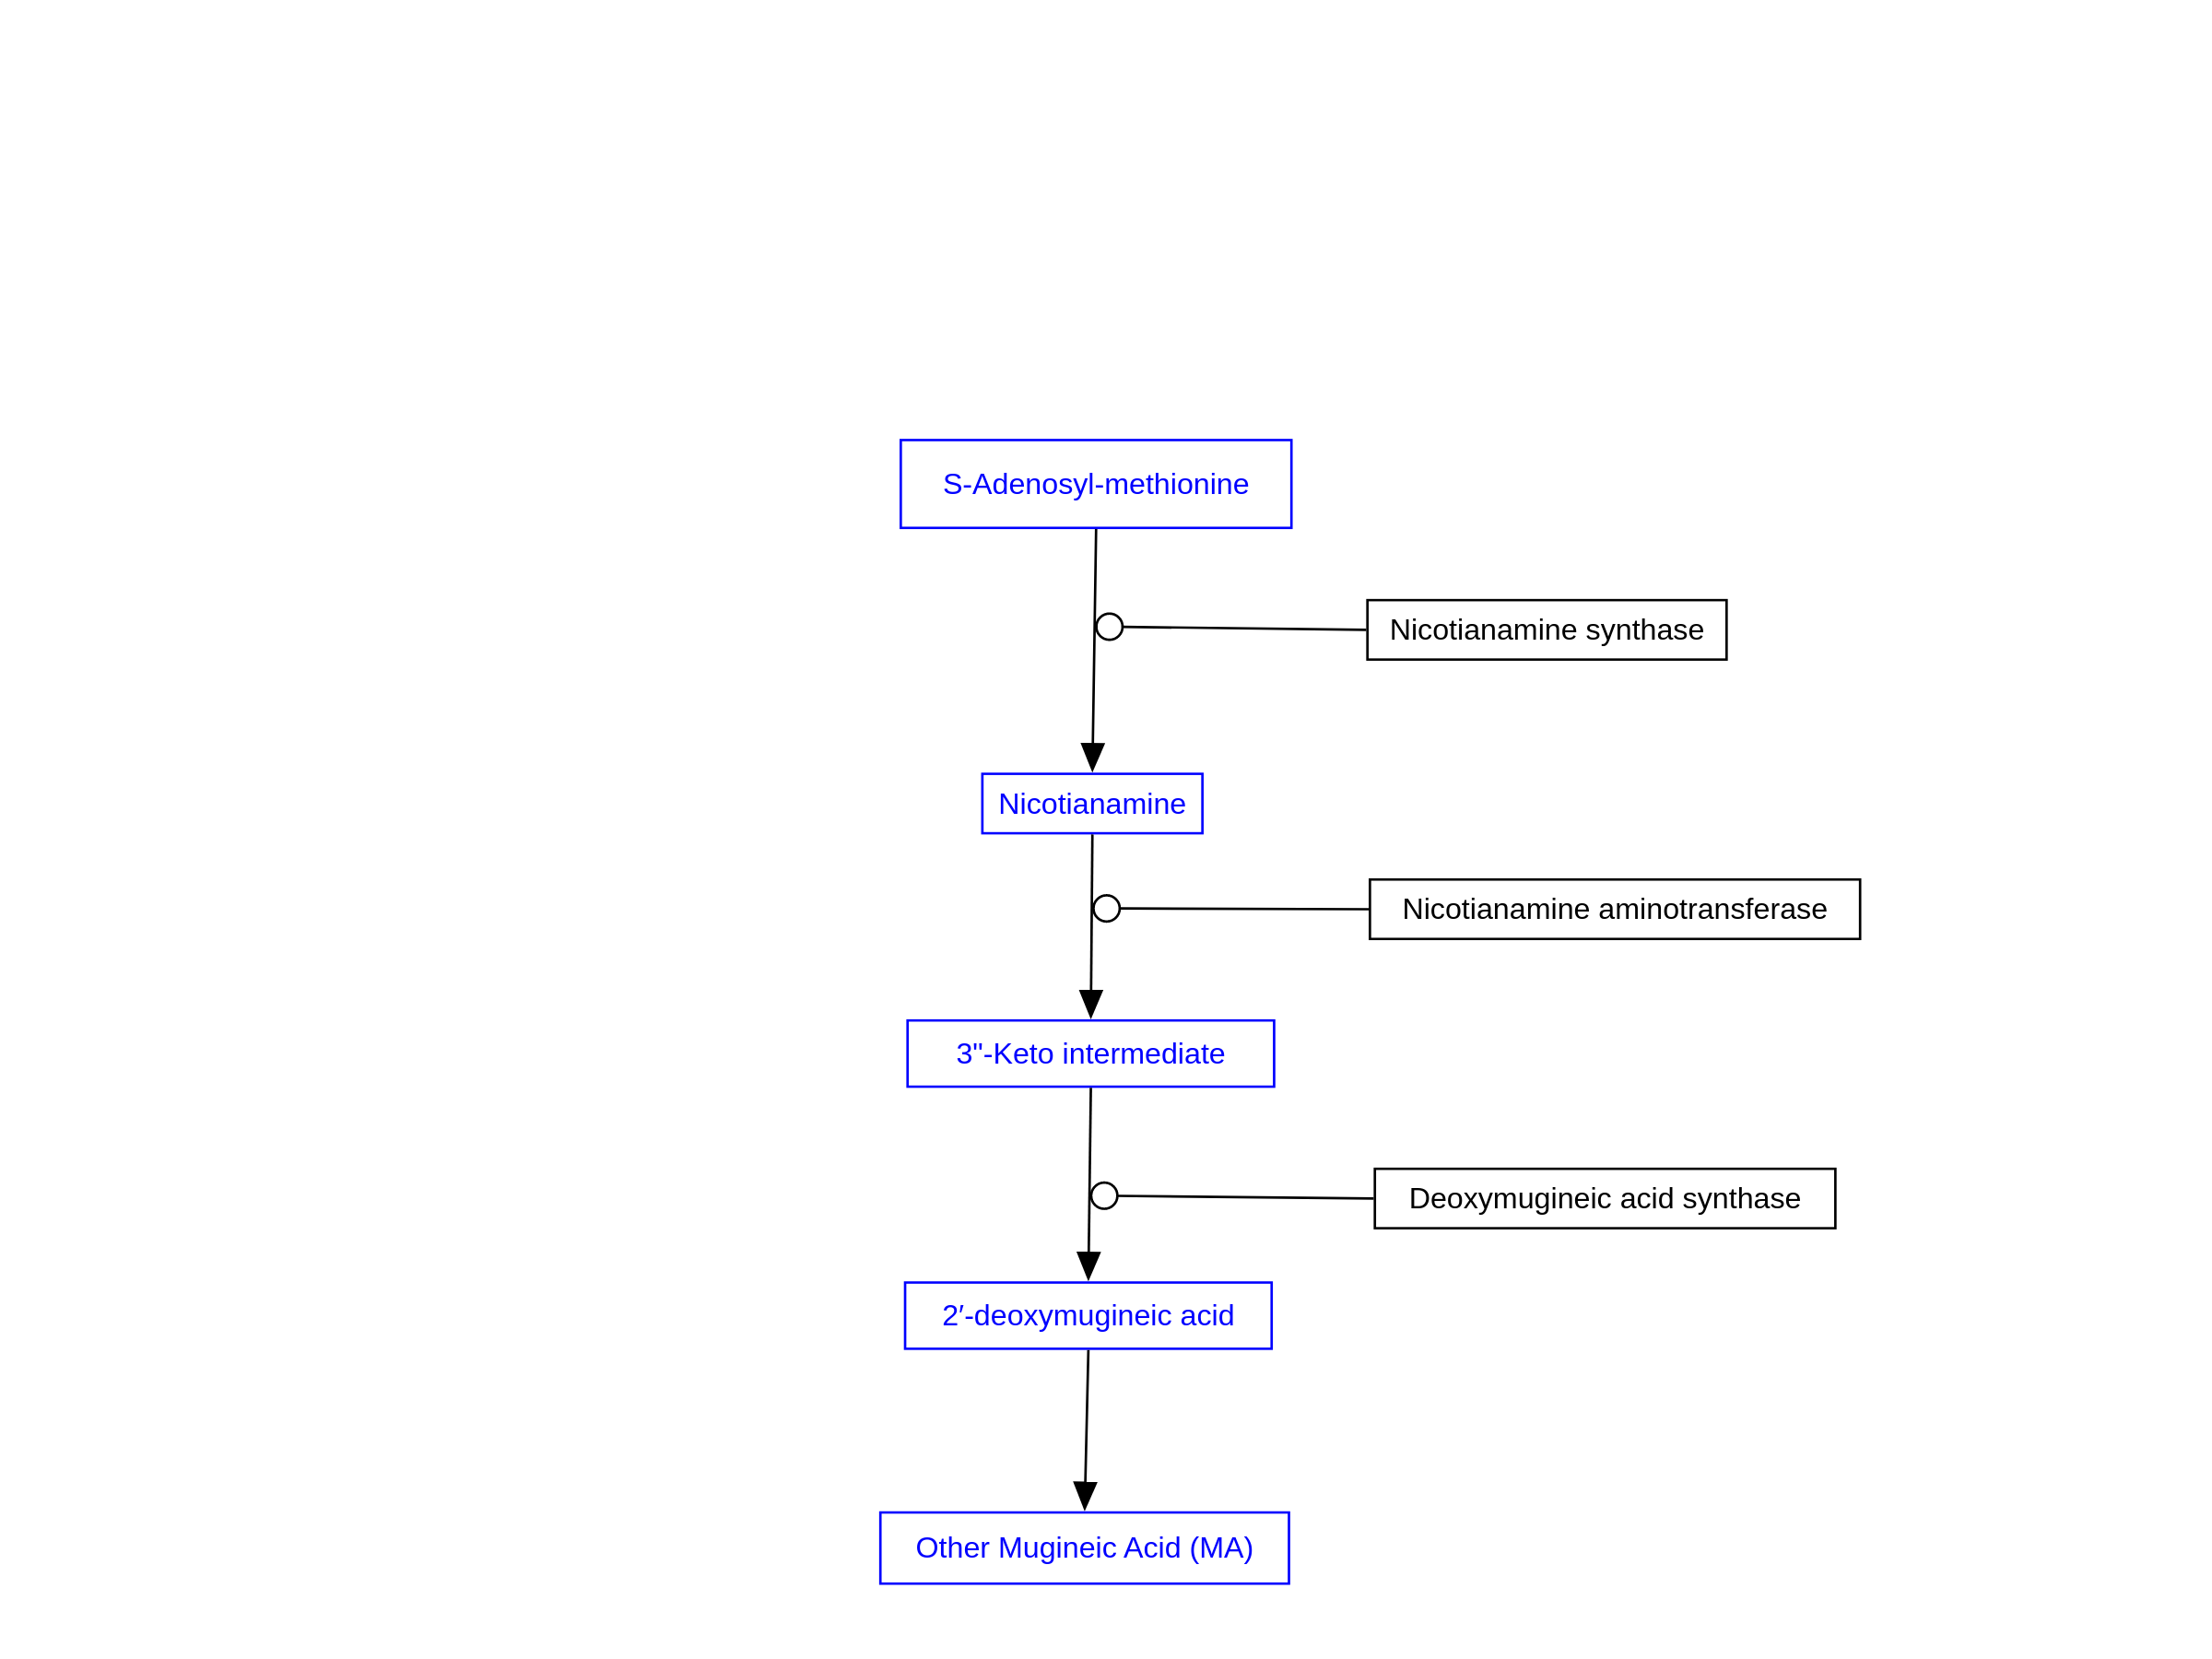 S-Adenosyl-methionine
Nicotianamine synthase
Nicotianamine
Nicotianamine aminotransferase
3"-Keto intermediate
Deoxymugineic acid synthase
2′-deoxymugineic acid
Other Mugineic Acid (MA)